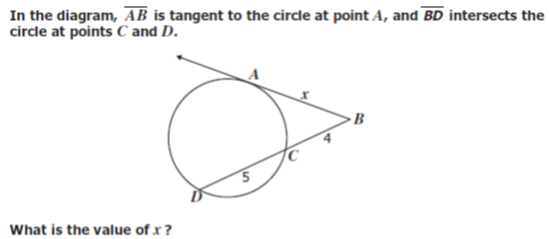 In the diagram, AB is tangent to the circle at point A, and BD intersects the
circle at points C and D.
A
x
B
4
C
5
D
What is the value of x ?